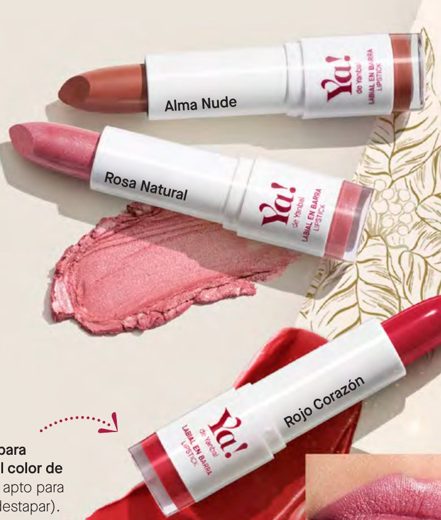 Alma Nude
Ya!
de Yanbal
LABIAL EN BARRA
LIPSTICK
Rosa Natural
Ya!
de Yanbal
LABIAL EN BARRA
LIPSTICK
Rojo Corazón
Ya!
de Yanbal
LABIAL EN BARRA
LIPSTICK
para
l color de
apto para
destapar).